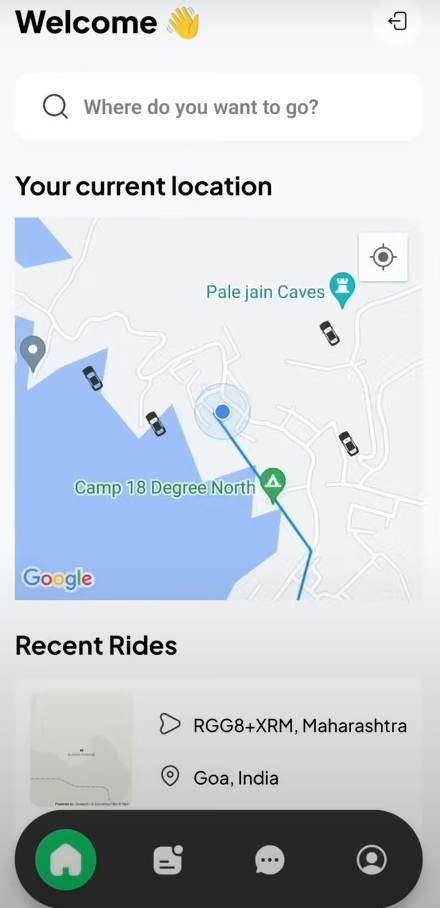 Welcome 👋
Where do you want to go?
Your current location
Pale jain Caves
Camp 18 Degree North
Google
Recent Rides
RGG8+XRM, Maharashtra
Goa, India